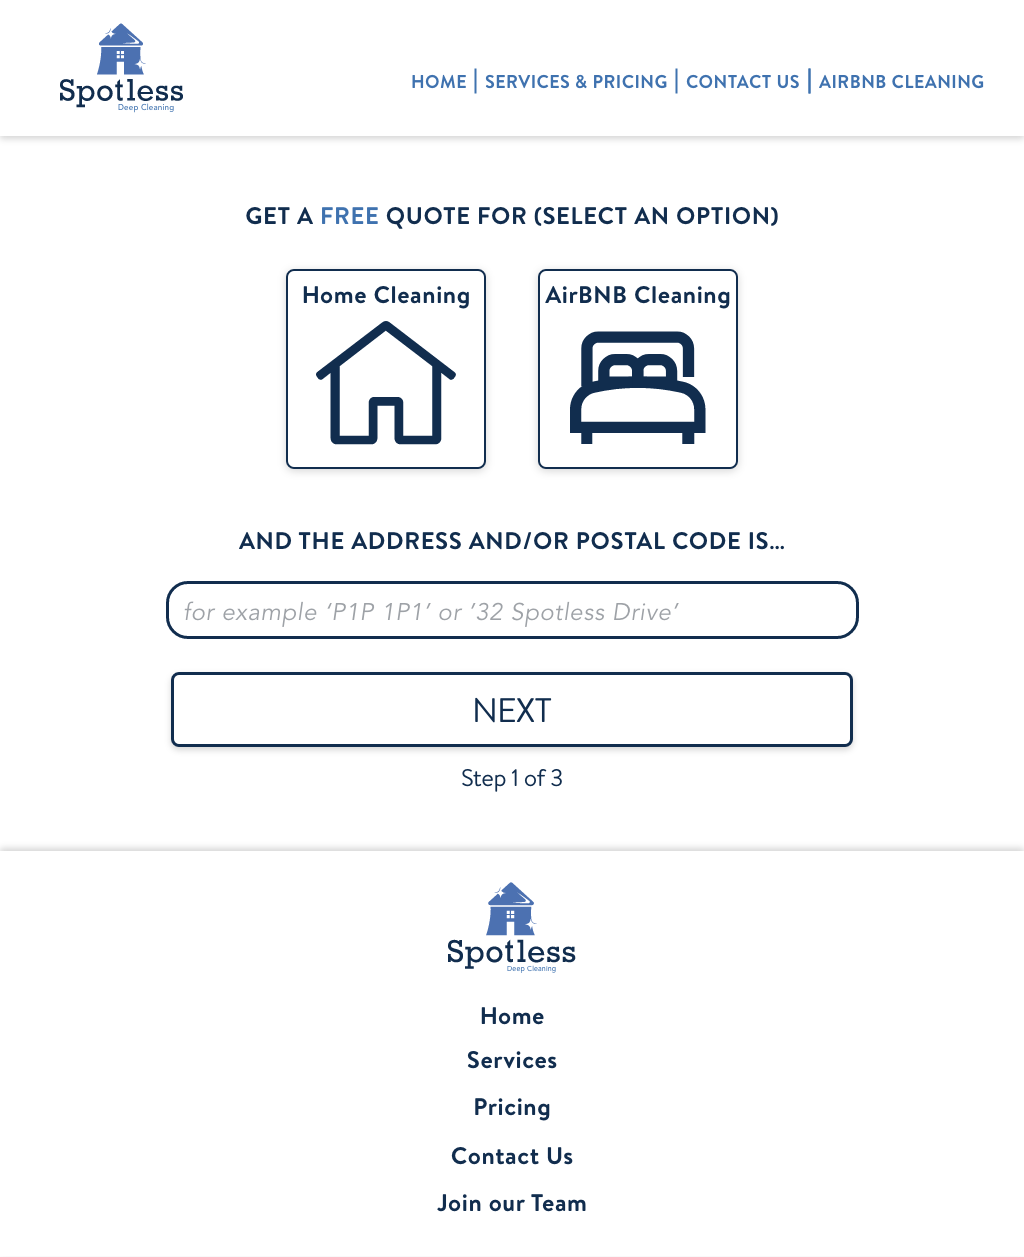 Spotless
Deep Cleaning
HOME | SERVICES & PRICING | CONTACT US | AIRBNB CLEANING
GET A FREE QUOTE FOR (SELECT AN OPTION)
Home Cleaning
AirBNB Cleaning
AND THE ADDRESS AND/OR POSTAL CODE IS...
for example ‘P1P 1P1’ or ’32 Spotless Drive’
NEXT
Step 1 of 3
Spotless
Deep Cleaning
Home
Services
Pricing
Contact Us
Join our Team